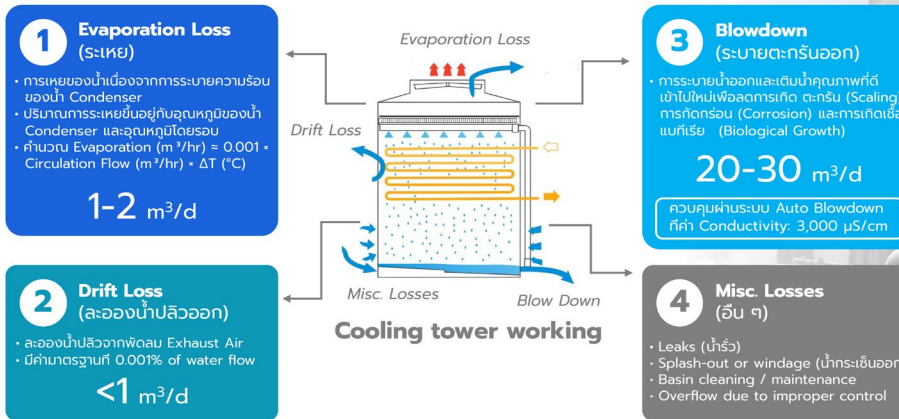 1
Evaporation Loss
(ระเหย)
• การเหยของน้ำเนื่องจากการระบายความร้อน
ของน้ำ Condenser
• ปริมาณการระเหยขึ้นอยู่กับอุณหภูมิของน้ำ
Condenser และอุณหภูมิโดยรอบ
• คำนวณ Evaporation (m³/hr) ≈ 0.001 ×
Circulation Flow (m³/hr) × ΔT (°C)
1-2 m³/d
2
Drift Loss
(ละอองน้ำปลิวออก)
• ละอองน้ำปลิวจากพัดลม Exhaust Air
• มีค่ามาตรฐานที่ 0.001% of water flow
<1 m³/d
Evaporation Loss
Drift Loss
Misc. Losses
Blow Down
Cooling tower working
3
Blowdown
(ระบายตะกรันออก)
• การระบายน้ำออกและเติมน้ำคุณภาพที่ดี
เข้าไปใหม่เพื่อลดการเกิด ตะกรัน (Scaling)
การกัดกร่อน (Corrosion) และการเกิดเชื้อ
แบทีเรีย (Biological Growth)
20-30 m³/d
ควบคุมผ่านระบบ Auto Blowdown
ที่ค่า Conductivity: 3,000 µS/cm
4
Misc. Losses
(อื่น ๆ)
• Leaks (น้ำรั่ว)
• Splash-out or windage (น้ำกระเซ็นออก
• Basin cleaning / maintenance
• Overflow due to improper control